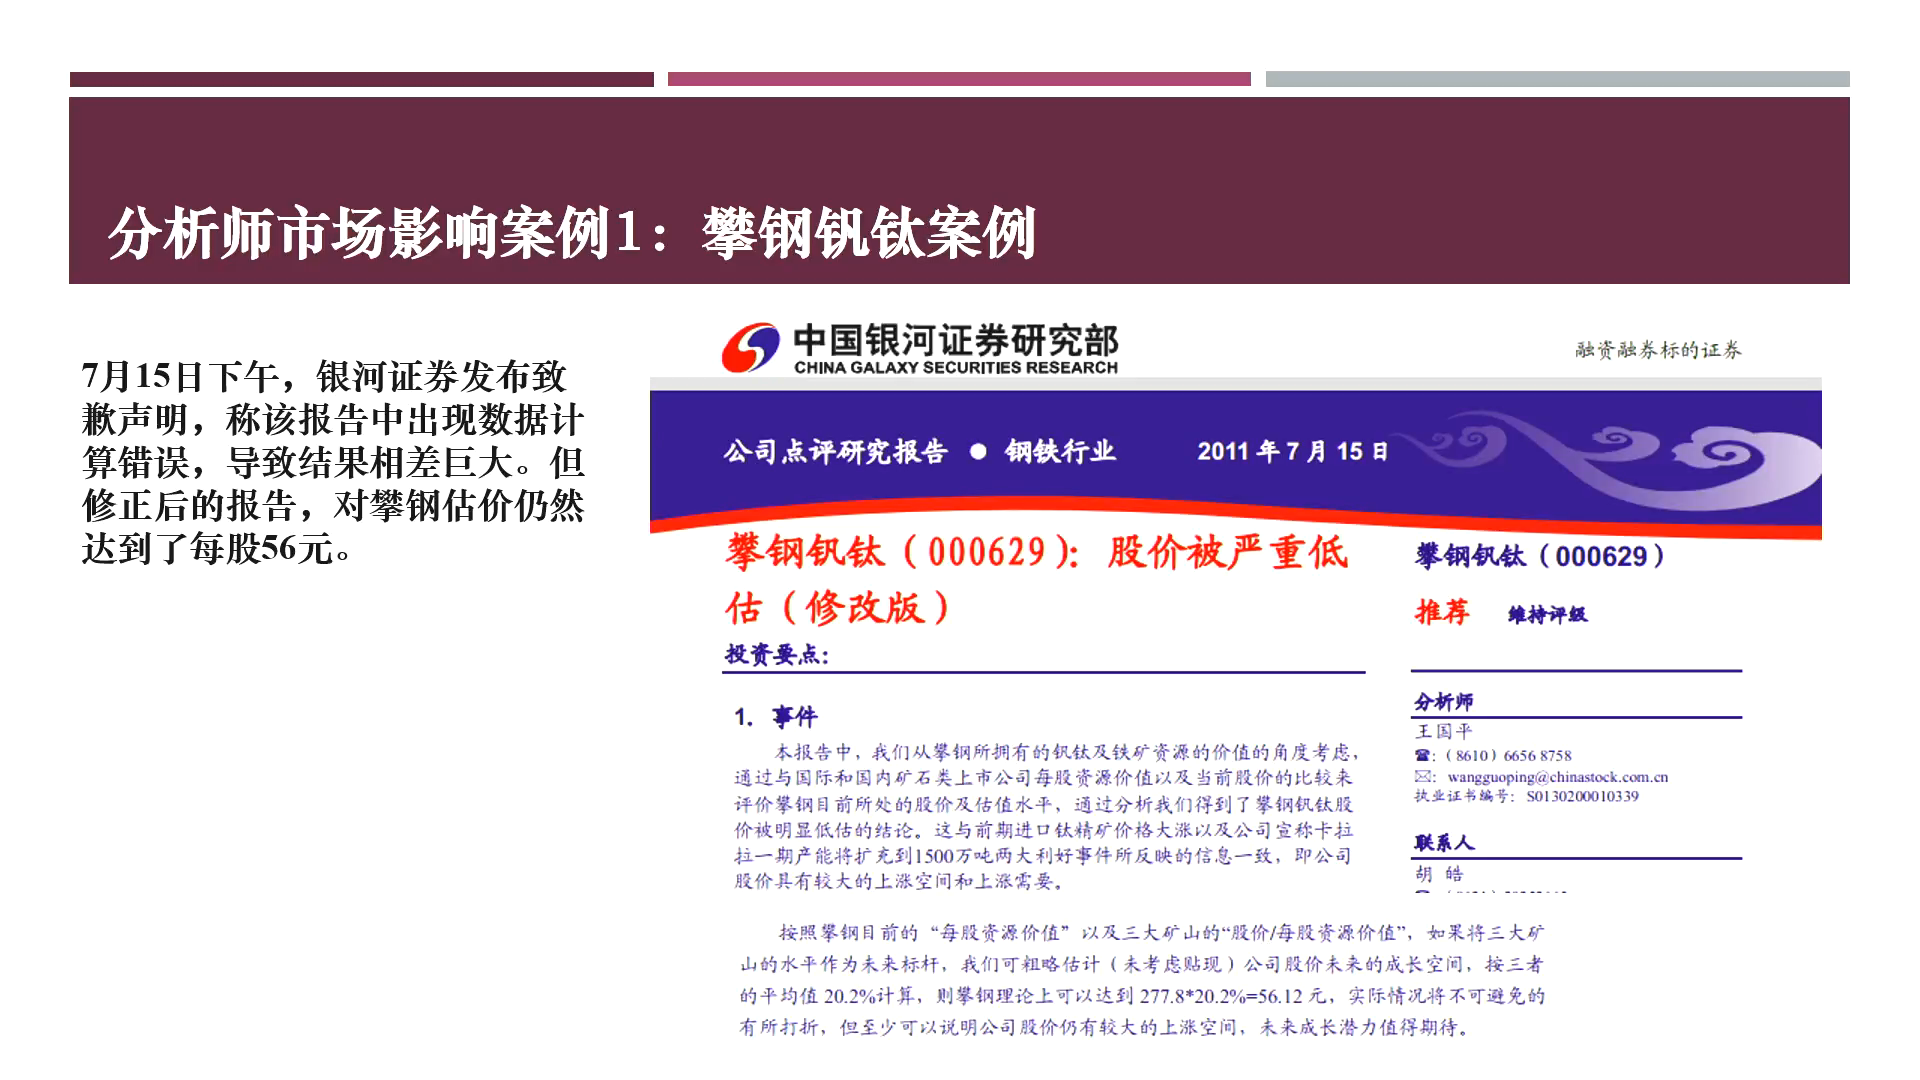 分析师市场影响案例1：攀钢钒钛案例
7月15日下午，银河证券发布致
歉声明，称该报告中出现数据计
算错误，导致结果相差巨大。但
修正后的报告，对攀钢估价仍然
达到了每股56元。
中国银河证券研究部
CHINA GALAXY SECURITIES RESEARCH
融资融券标的证券
公司点评研究报告 ● 钢铁行业 2011 年 7 月 15 日
攀钢钒钛（000629）：股价被严重低
估（修改版）
投资要点：
1. 事件
本报告中，我们从攀钢所拥有的钒钛及铁矿资源的价值的角度考虑，
通过与国际和国内矿石类上市公司每股资源价值以及当前股价的比较来
评价攀钢目前所处的股价及估值水平，通过分析我们得到了攀钢钒钛股
价被明显低估的结论。这与前期进口钛精矿价格大涨以及公司宣称卡拉
拉一期产能将扩充到1500万吨两大利好事件所反映的信息一致，即公司
股价具有较大的上涨空间和上涨需要。
攀钢钒钛（000629）
推荐 维持评级
分析师
王国平
☎：（8610）6656 8758
✉： wangguoping@chinastock.com.cn
执业证书编号： S0130200010339
联系人
胡 皓
按照攀钢目前的“每股资源价值”以及三大矿山的“股价/每股资源价值”，如果将三大矿
山的水平作为未来标杆，我们可粗略估计（未考虑贴现）公司股价未来的成长空间，按三者
的平均值 20.2%计算，则攀钢理论上可以达到 277.8*20.2%=56.12 元，实际情况将不可避免的
有所打折，但至少可以说明公司股价仍有较大的上涨空间，未来成长潜力值得期待。